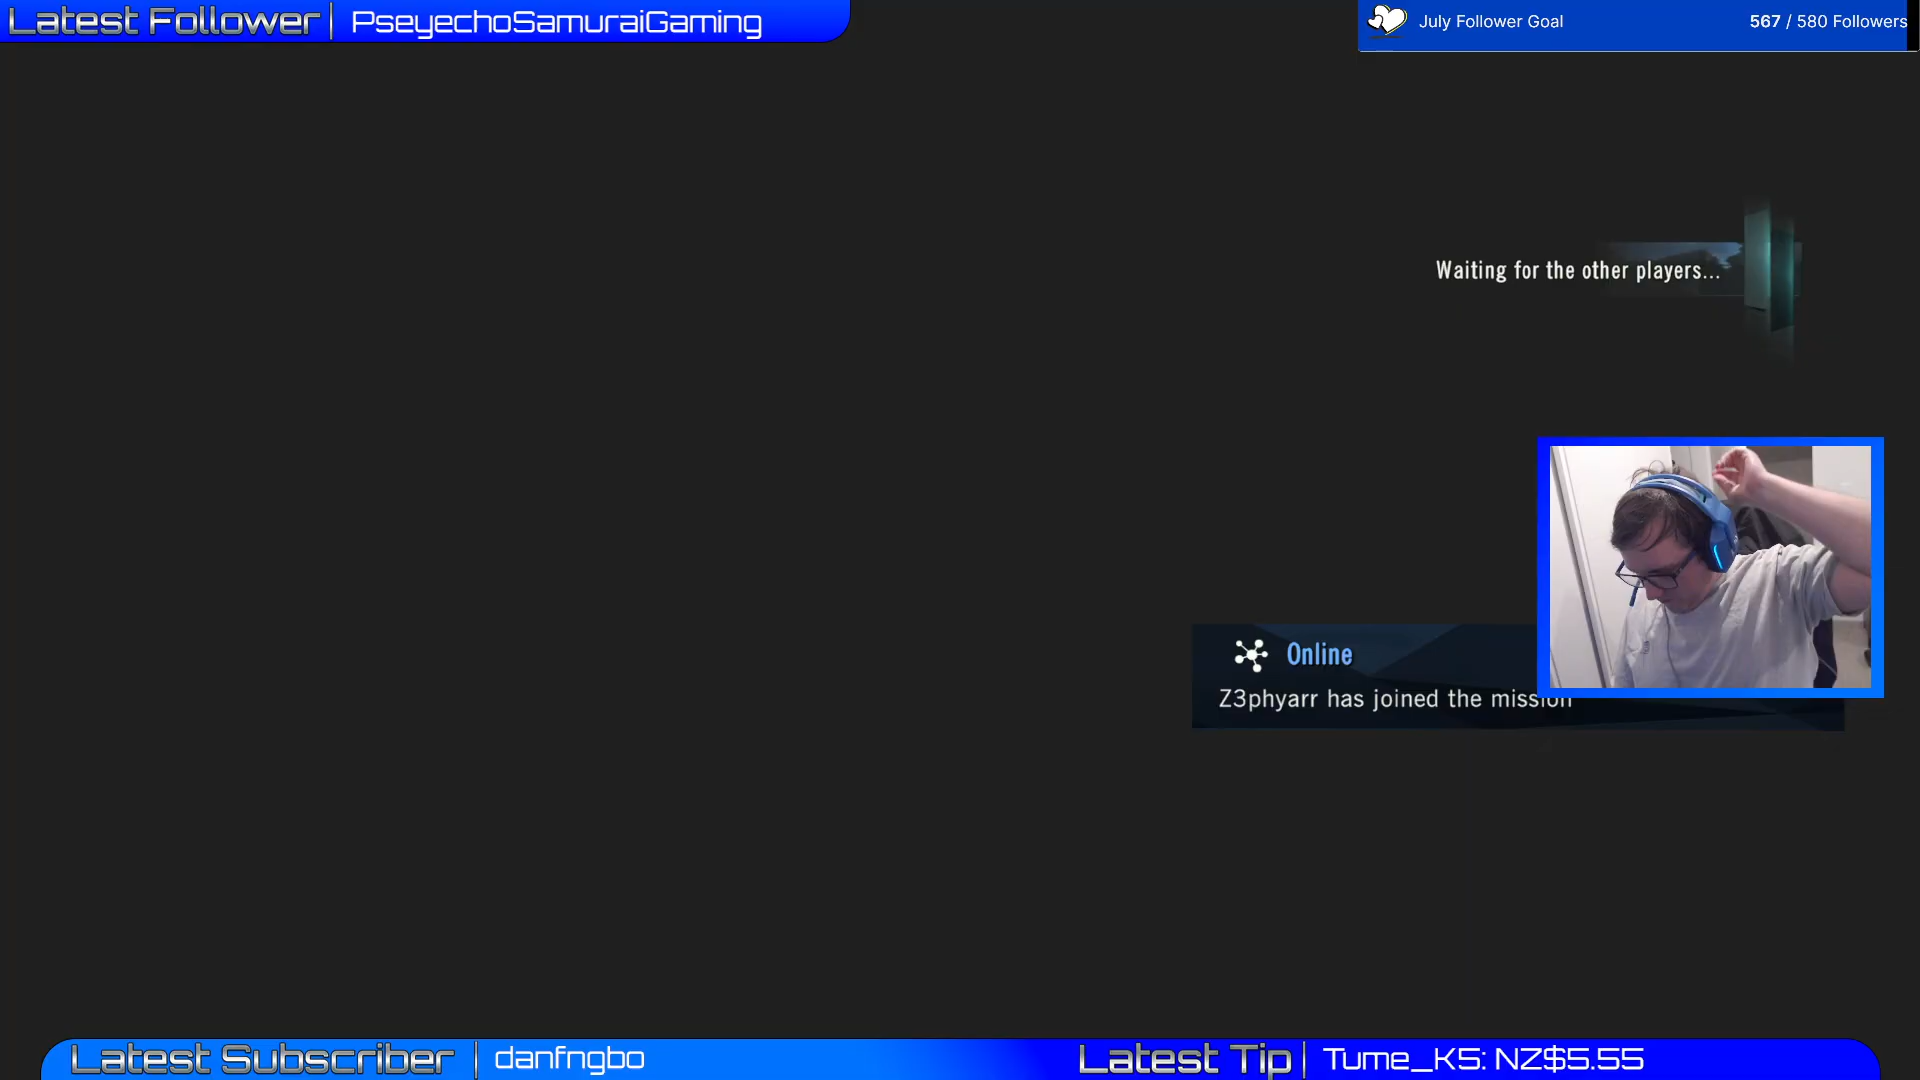 Latest Follower | PseyechoSamuraiGaming
July Follower Goal 567 / 580 Followers
Waiting for the other players...
Online
Z3phyarr has joined the mission
Latest Subscriber | danfngbo
Latest Tip | Tume_K5: NZ$5.55